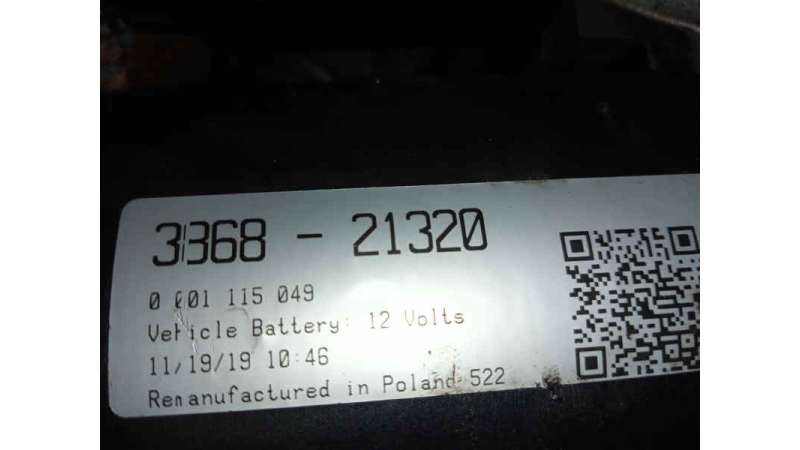 3368 - 21320
0 001 115 049
Vehicle Battery: 12 Volts
11/19/19 10:46
Remanufactured in Poland 522